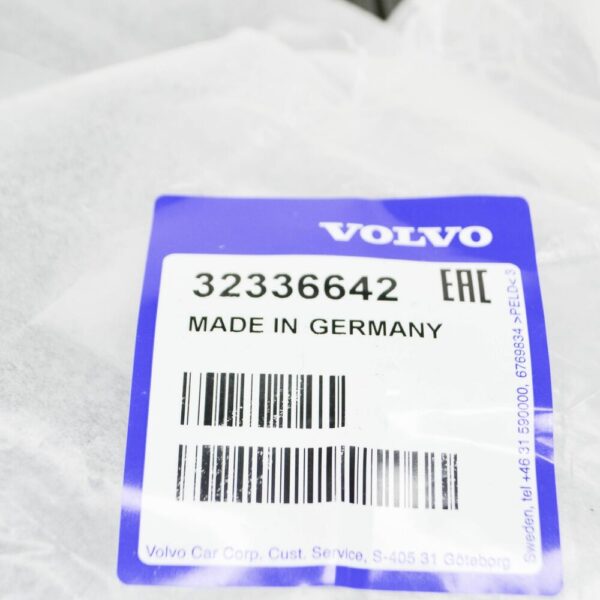 VOLVO
32336642 EAC
MADE IN GERMANY
Volvo Car Corp. Cust. Service, S-405 31 Göteborg
Sweden, tel +46 31 590000, 6769834 >PELD< 3